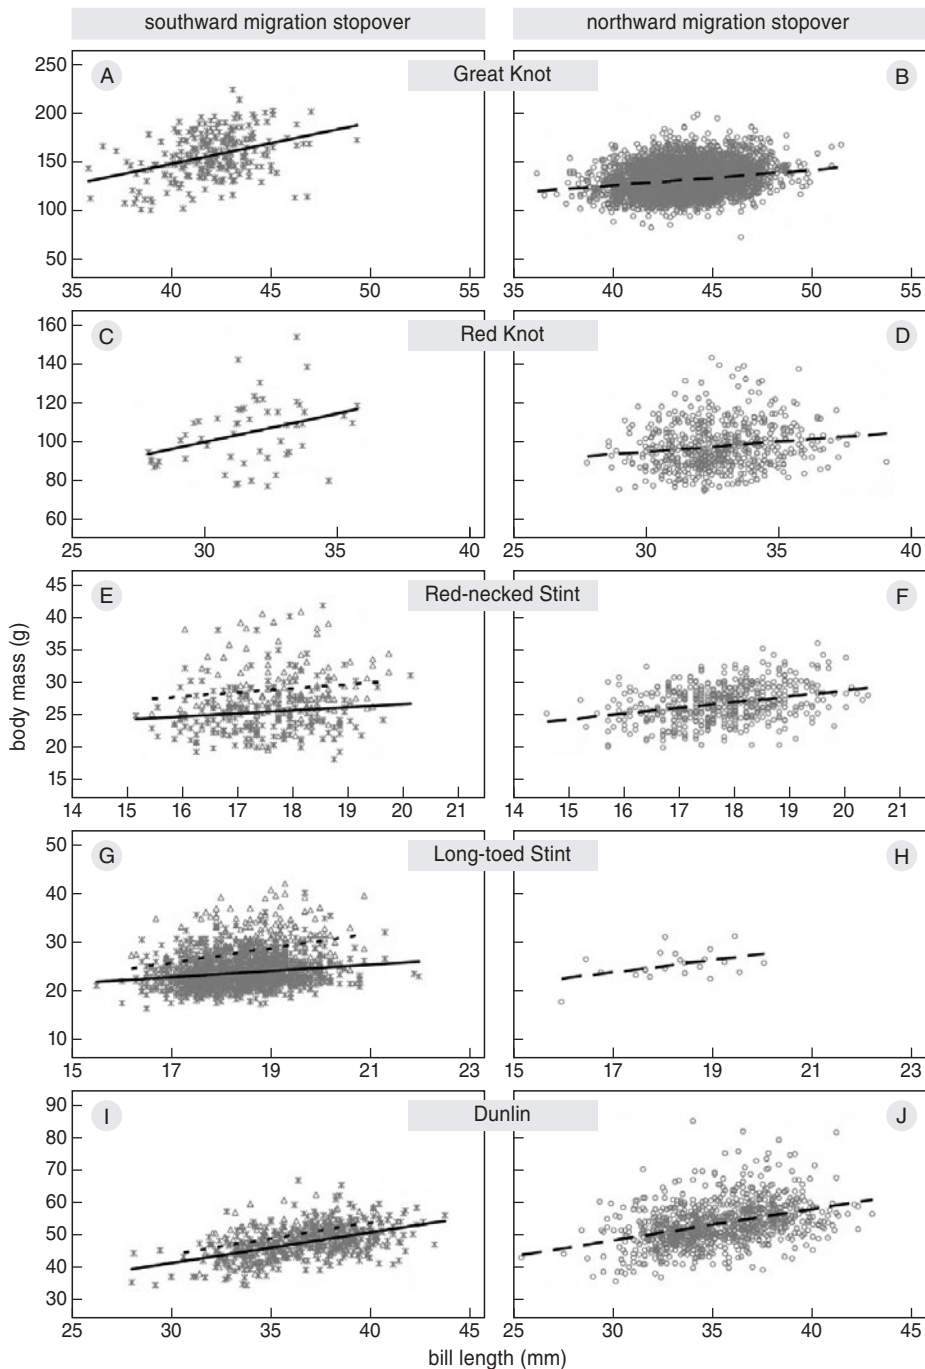 southward migration stopover northward migration stopover
A Great Knot B
250
200
150
100
50
35 40 45 50 55 35 40 45 50 55
C Red Knot D
160
140
120
100
80
60
25 30 35 40 25 30 35 40
E Red-necked Stint F
45
40
35
30
25
20
15
14 15 16 17 18 19 20 21 14 15 16 17 18 19 20 21
body mass (g)
G Long-toed Stint H
50
40
30
20
10
15 17 19 21 23 15 17 19 21 23
I Dunlin J
90
80
70
60
50
40
30
25 30 35 40 45 25 30 35 40 45
bill length (mm)